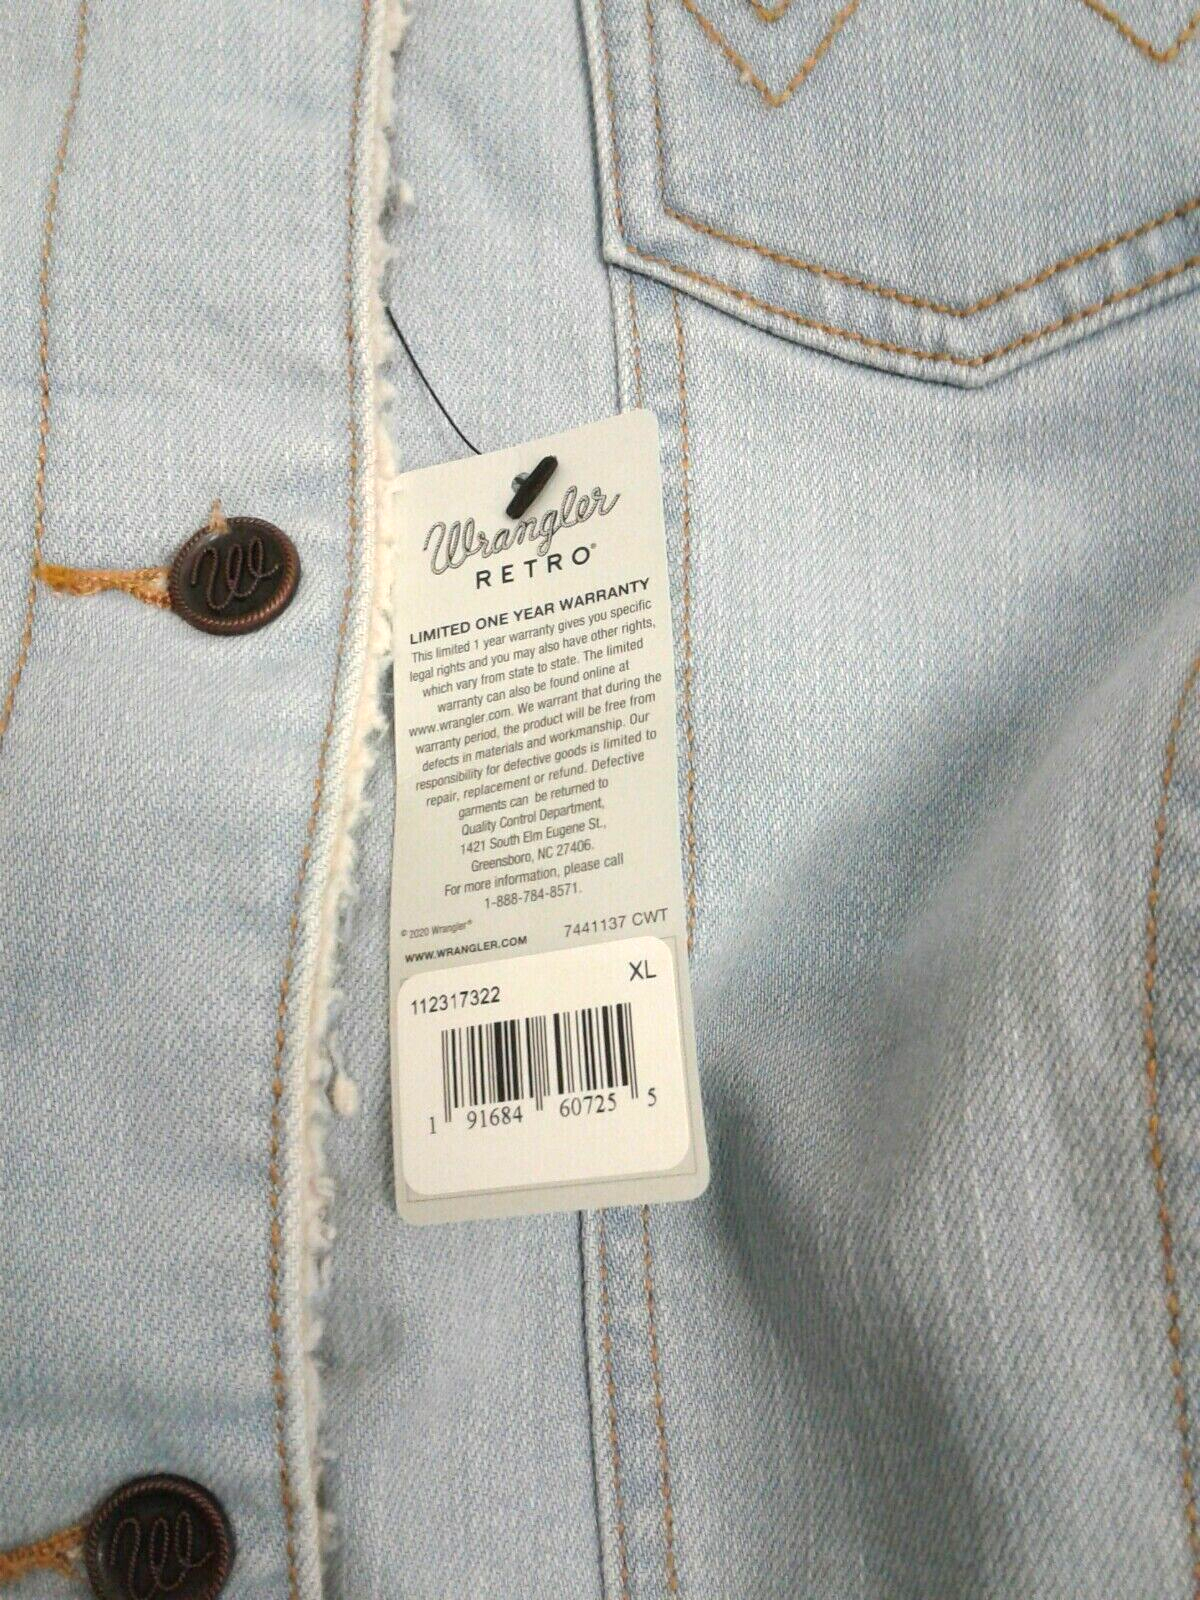 Wrangler
RETRO®
LIMITED ONE YEAR WARRANTY
This limited 1 year warranty gives you specific
legal rights and you may also have other rights,
which vary from state to state. The limited
warranty can also be found online at
www.wrangler.com. We warrant that during the
warranty period, the product will be free from
defects in materials and workmanship. Our
responsibility for defective goods is limited to
repair, replacement or refund. Defective
garments can be returned to
Quality Control Department,
1421 South Elm Eugene St.,
Greensboro, NC 27406.
For more information, please call
1-888-784-8571.
© 2020 Wrangler®
7441137 CWT
WWW.WRANGLER.COM
XL
112317322
1 91684 60725 5
W
W